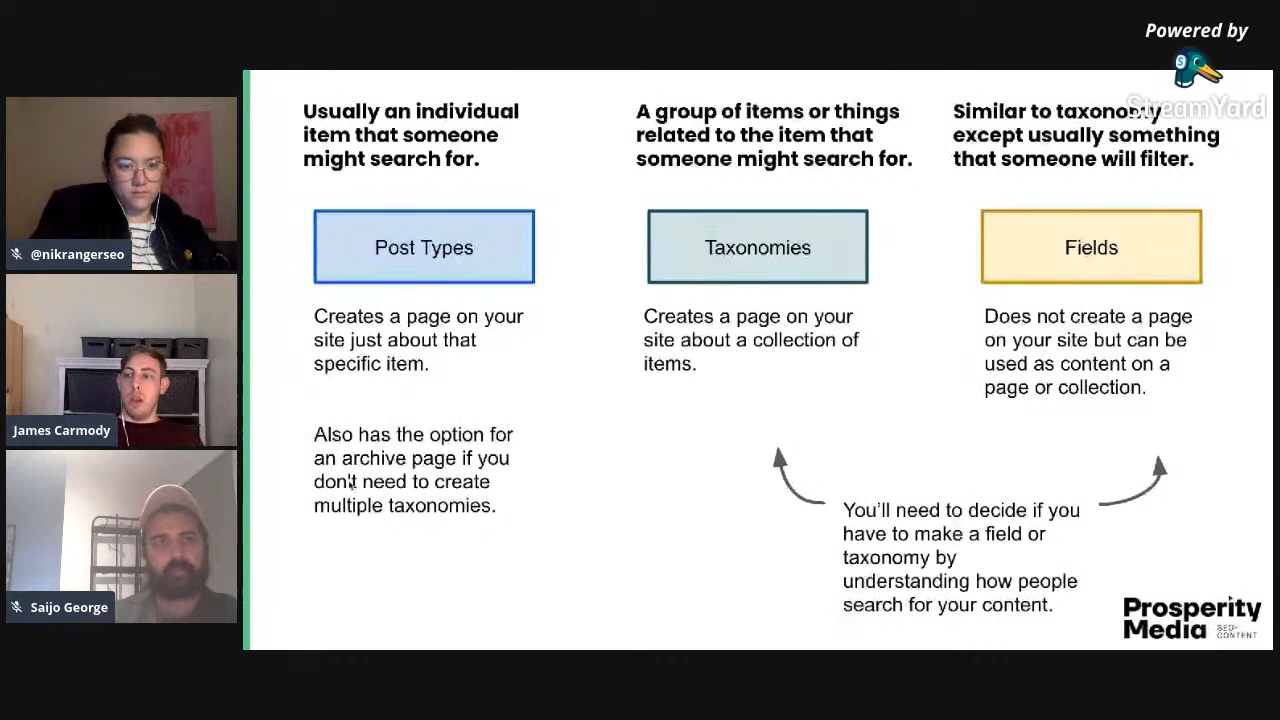 Powered by
StreamYard
@nikrangerseo
James Carmody
Saijo George
Usually an individual
item that someone
might search for.
Post Types
Creates a page on your
site just about that
specific item.
Also has the option for
an archive page if you
don't need to create
multiple taxonomies.
A group of items or things
related to the item that
someone might search for.
Taxonomies
Creates a page on your
site about a collection of
items.
Similar to taxonomy
except usually something
that someone will filter.
Fields
Does not create a page
on your site but can be
used as content on a
page or collection.
You’ll need to decide if you
have to make a field or
taxonomy by
understanding how people
search for your content.
Prosperity
Media
SEO+
CONTENT